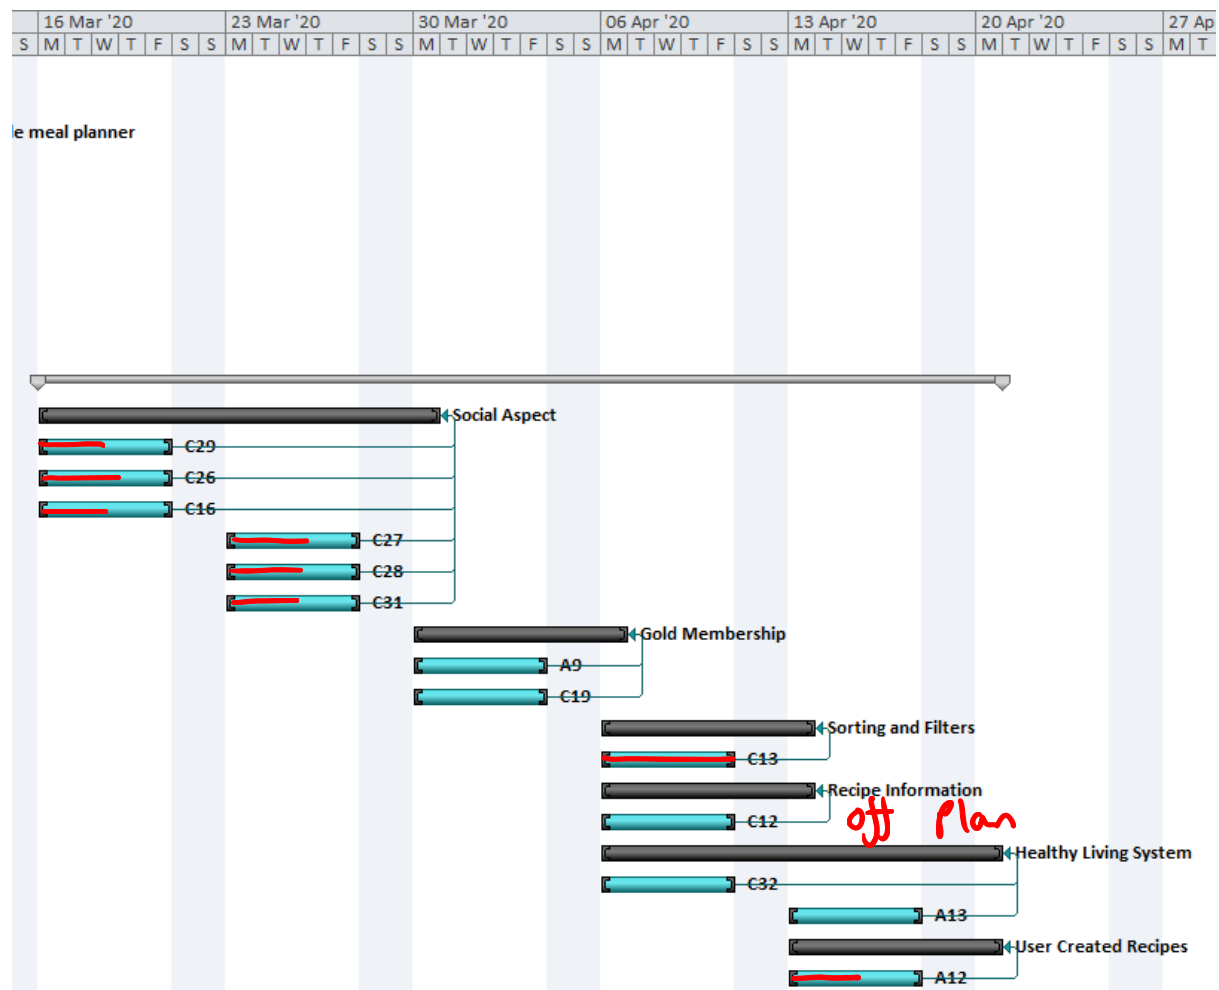 16 Mar '20 23 Mar '20 30 Mar '20 06 Apr '20 13 Apr '20 20 Apr '20 27 Ap
S M T W T F S S M T W T F S S M T W T F S S M T W T F S S M T W T F S S M T W T F S S M T
e meal planner
Social Aspect
C29
C26
C16
C27
C28
C31
Gold Membership
A9
C19
Sorting and Filters
C13
Recipe Information
C12 off Plan
Healthy Living System
C32
A13
User Created Recipes
A12